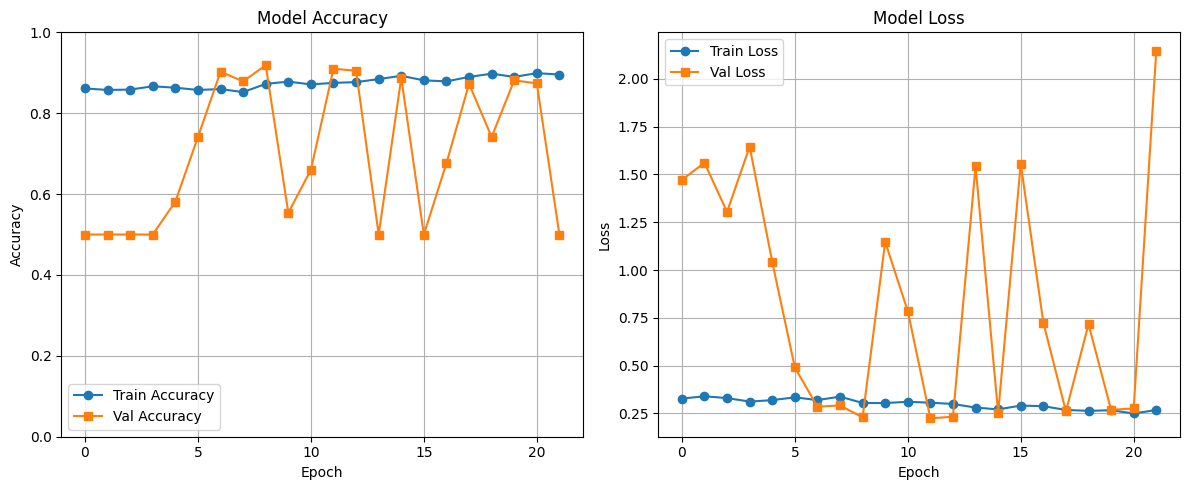 Model Accuracy
1.0
0.8
0.6
0.4
0.2
0.0
Accuracy
Train Accuracy
Val Accuracy
0
5
10
15
20
Epoch
Model Loss
Train Loss
Val Loss
2.00
1.75
1.50
1.25
1.00
0.75
0.50
0.25
Loss
0
5
10
15
20
Epoch